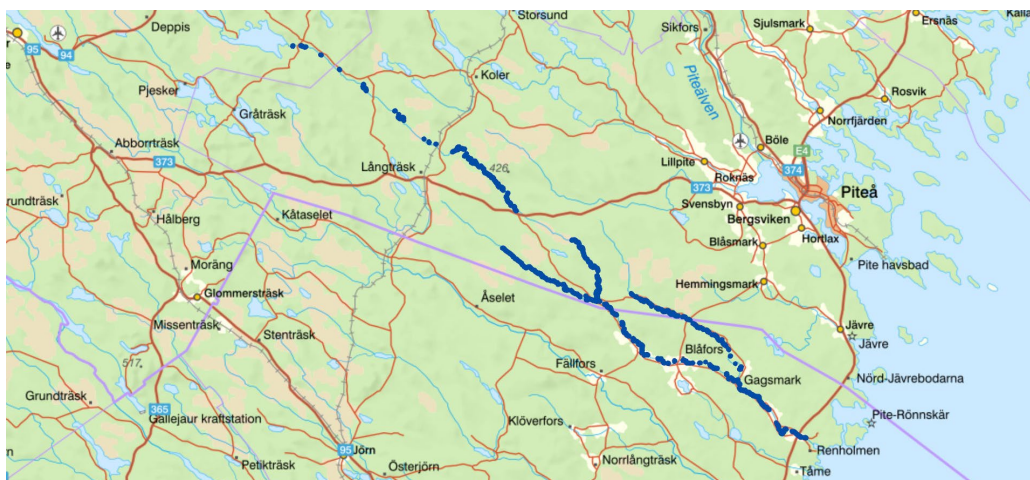 Storsund
Deppis
Sjulsmark
Ersnäs
Kalla
Sikfors
95
94
Koler
Pjesker
Piteälven
Rosvik
Gråträsk
Norrfjärden
Abborrträsk
Böle
E4
373
Långträsk
426
Lillpite
374
Roknäs
373
Piteå
rundträsk
Svensbyn
Bergsviken
Hålberg
Kåtaselet
Blåsmark
Hortlax
Moräng
Pite havsbad
Glommersträsk
Åselet
Hemmingsmark
Missenträsk
Stenträsk
Jävre
Jävre
517
Fällfors
Blåfors
Gagsmark
Nörd-Jävrebodarna
Grundträsk
365
Gallejaur kraftstation
Klöverfors
Pite-Rönnskär
95
Jörn
Renholmen
Petikträsk
Österjörn
Norrlångträsk
Tåme